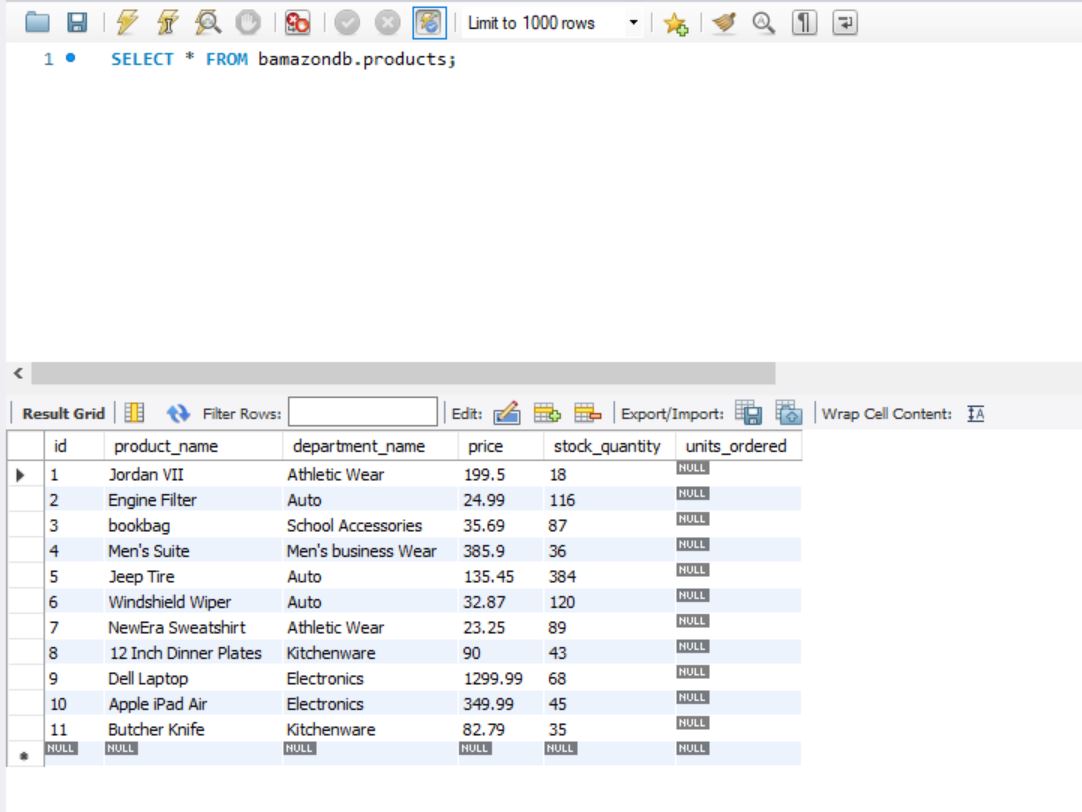 Limit to 1000 rows
1 SELECT * FROM bamazondb.products;
Result Grid Filter Rows: Edit: Export/Import: Wrap Cell Content:
id product_name department_name price stock_quantity units_ordered
1 Jordan VII Athletic Wear 199.5 18 NULL
2 Engine Filter Auto 24.99 116 NULL
3 bookbag School Accessories 35.69 87 NULL
4 Men's Suite Men's business Wear 385.9 36 NULL
5 Jeep Tire Auto 135.45 384 NULL
6 Windshield Wiper Auto 32.87 120 NULL
7 NewEra Sweatshirt Athletic Wear 23.25 89 NULL
8 12 Inch Dinner Plates Kitchenware 90 43 NULL
9 Dell Laptop Electronics 1299.99 68 NULL
10 Apple iPad Air Electronics 349.99 45 NULL
11 Butcher Knife Kitchenware 82.79 35 NULL
NULL NULL NULL NULL NULL NULL